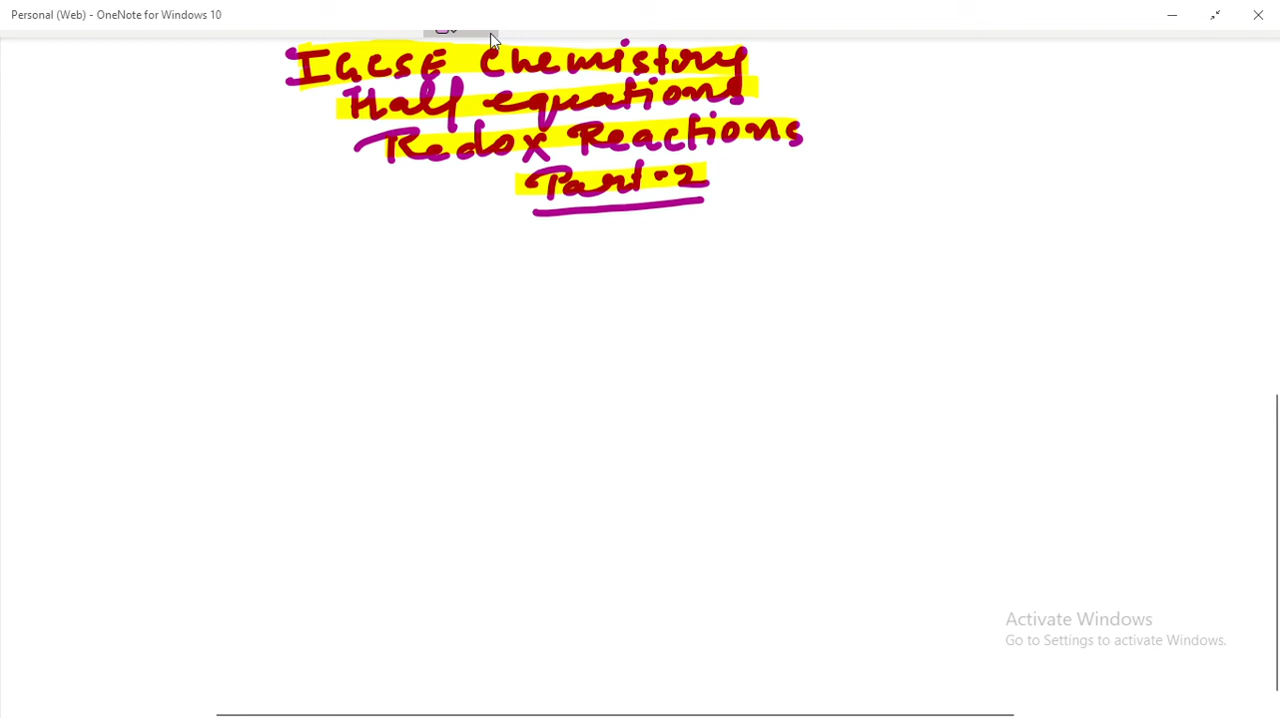 Personal (Web) - OneNote for Windows 10
IGCSE Chemistry
Half equations
Redox Reactions
Part-2
Activate Windows
Go to Settings to activate Windows.